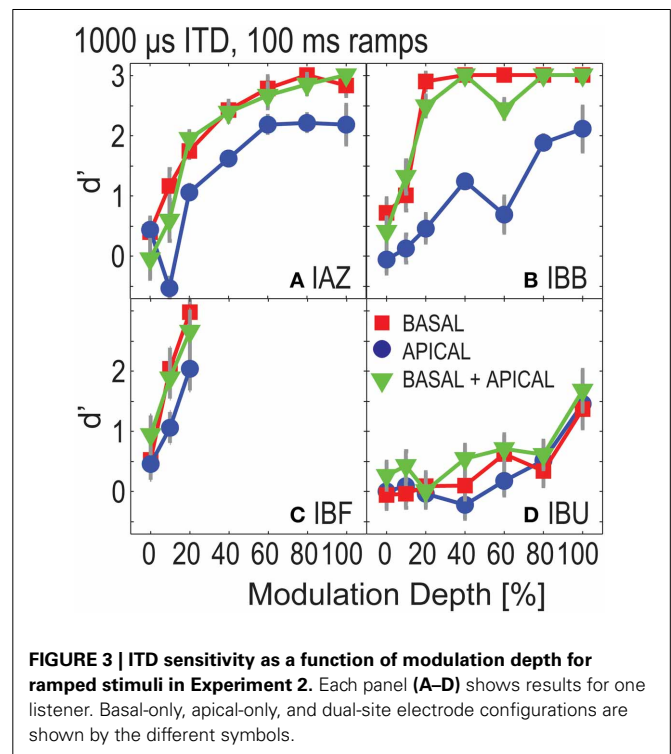 1000 µs ITD, 100 ms ramps
3
2
1
0
d'
A IAZ
B IBB
2
1
0
d'
C IBF
BASAL
APICAL
BASAL + APICAL
D IBU
0 20 40 60 80 100
0 20 40 60 80 100
Modulation Depth [%]
FIGURE 3 | ITD sensitivity as a function of modulation depth for
ramped stimuli in Experiment 2. Each panel (A–D) shows results for one
listener. Basal-only, apical-only, and dual-site electrode configurations are
shown by the different symbols.